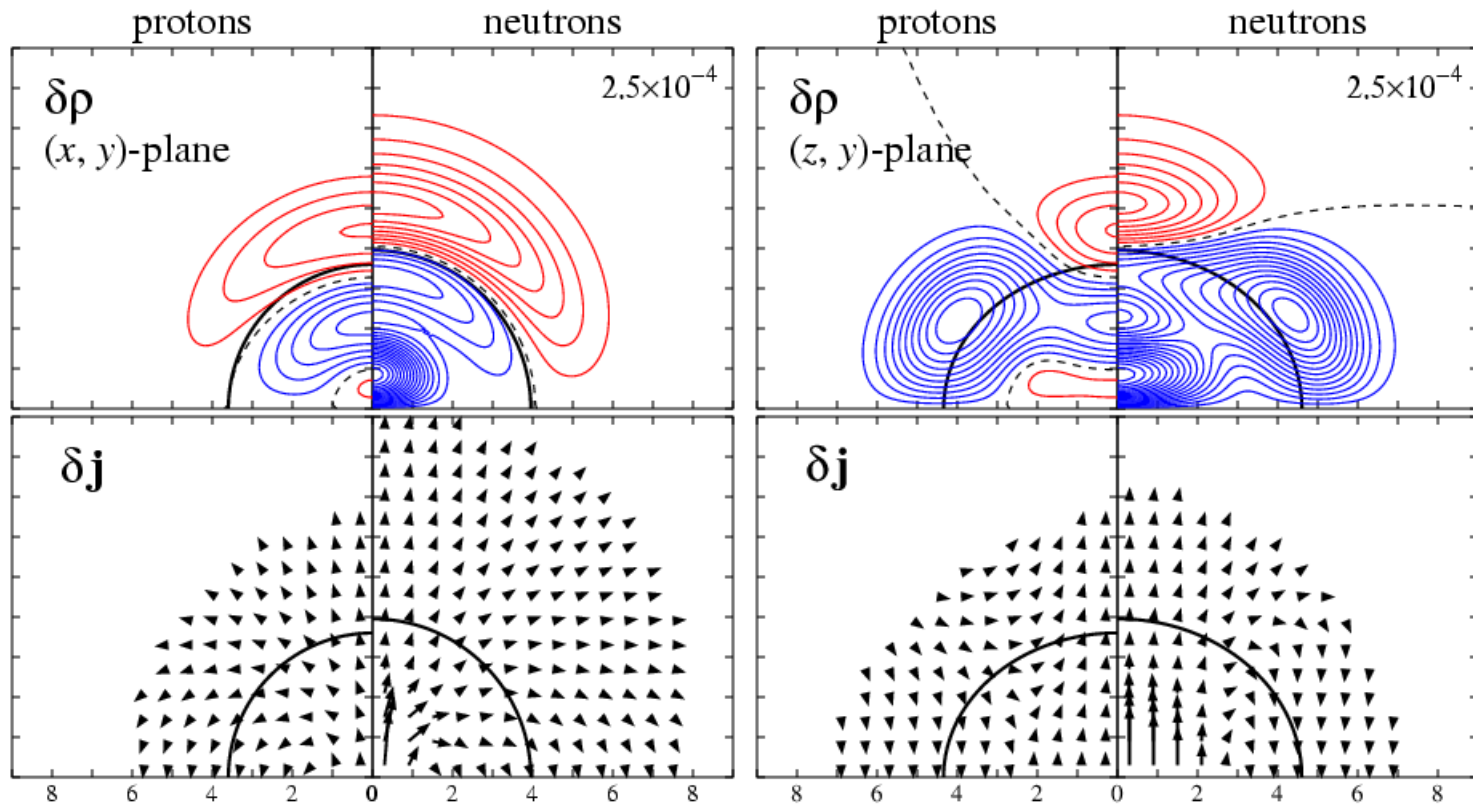 protons neutrons protons neutrons
δρ 2.5×10⁻⁴ δρ 2.5×10⁻⁴
(x, y)-plane (z, y)-plane
δj δj
8 6 4 2 0 2 4 6 8 8 6 4 2 0 2 4 6 8